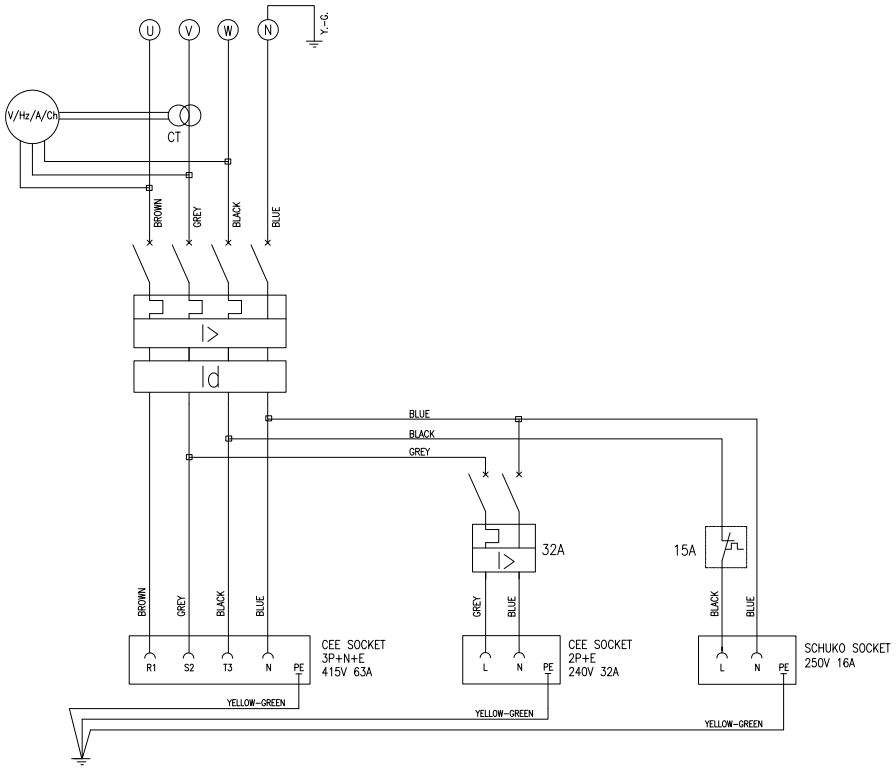 U V W N
Y.-G.
V/Hz/A/Ch
CT
BROWN
GREY
BLACK
BLUE
I>
Id
BLUE
BLACK
GREY
32A
I>
15A
BROWN
GREY
BLACK
BLUE
GREY
BLUE
BLACK
BLUE
R1 S2 T3 N PE
CEE SOCKET
3P+N+E
415V 63A
L N PE
CEE SOCKET
2P+E
240V 32A
L N PE
SCHUKO SOCKET
250V 16A
YELLOW-GREEN
YELLOW-GREEN
YELLOW-GREEN